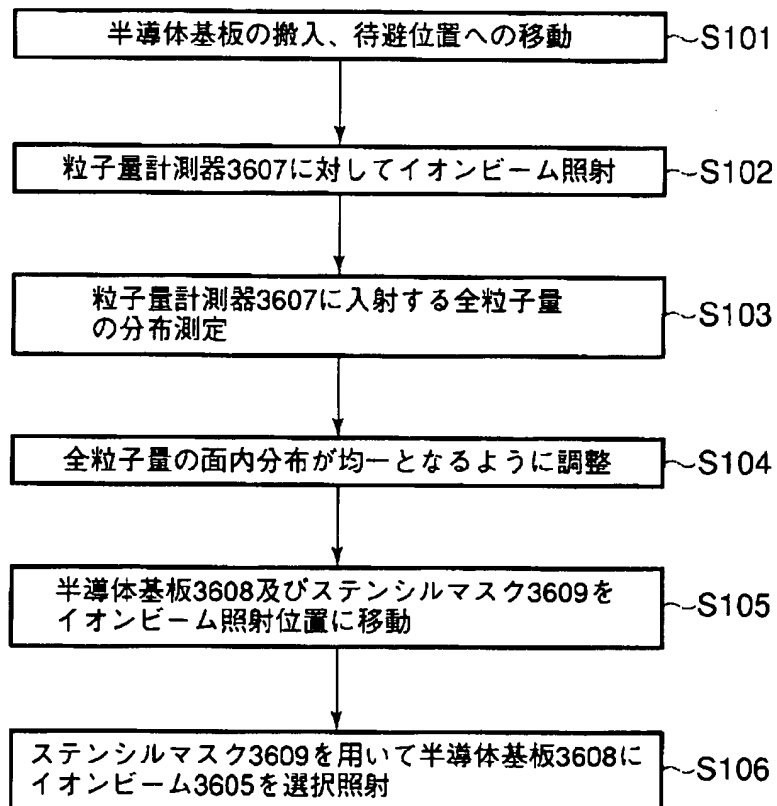 半導体基板の搬入、待避位置への移動
S101
粒子量計測器3607に対してイオンビーム照射
S102
粒子量計測器3607に入射する全粒子量
の分布測定
S103
全粒子量の面内分布が均一となるように調整
S104
半導体基板3608及びステンシルマスク3609を
イオンビーム照射位置に移動
S105
ステンシルマスク3609を用いて半導体基板3608に
イオンビーム3605を選択照射
S106